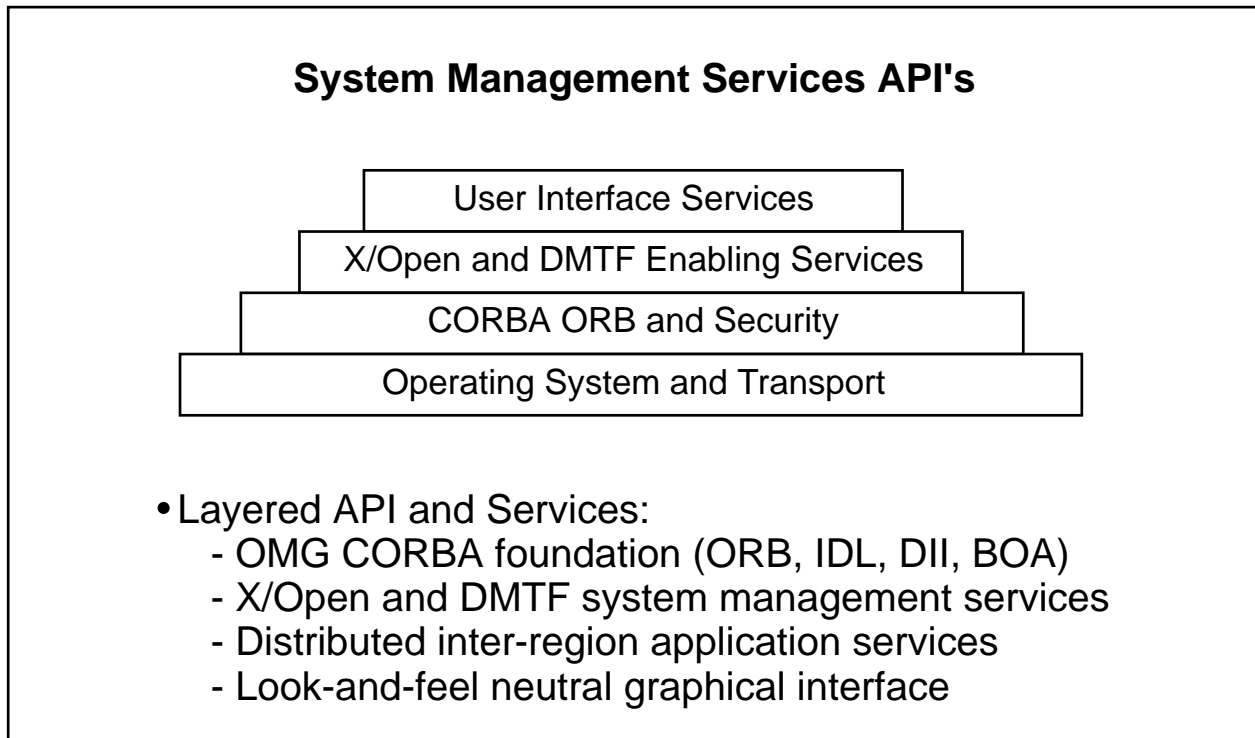 System Management Services API's
User Interface Services
X/Open and DMTF Enabling Services
CORBA ORB and Security
Operating System and Transport
• Layered API and Services:
- OMG CORBA foundation (ORB, IDL, DII, BOA)
- X/Open and DMTF system management services
- Distributed inter-region application services
- Look-and-feel neutral graphical interface